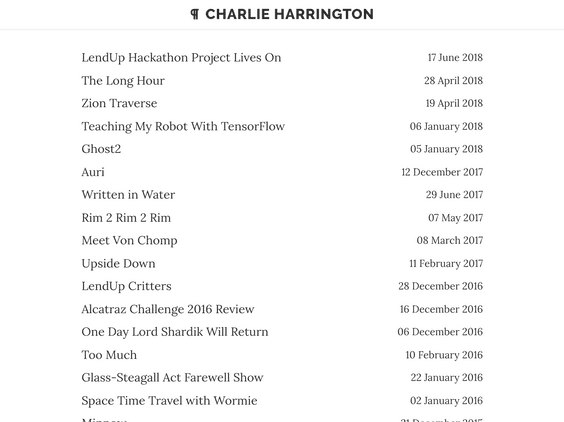 ¶ CHARLIE HARRINGTON
LendUp Hackathon Project Lives On 17 June 2018
The Long Hour 28 April 2018
Zion Traverse 19 April 2018
Teaching My Robot With TensorFlow 06 January 2018
Ghost2 05 January 2018
Auri 12 December 2017
Written in Water 29 June 2017
Rim 2 Rim 2 Rim 07 May 2017
Meet Von Chomp 08 March 2017
Upside Down 11 February 2017
LendUp Critters 28 December 2016
Alcatraz Challenge 2016 Review 16 December 2016
One Day Lord Shardik Will Return 06 December 2016
Too Much 10 February 2016
Glass-Steagall Act Farewell Show 22 January 2016
Space Time Travel with Wormie 02 January 2016